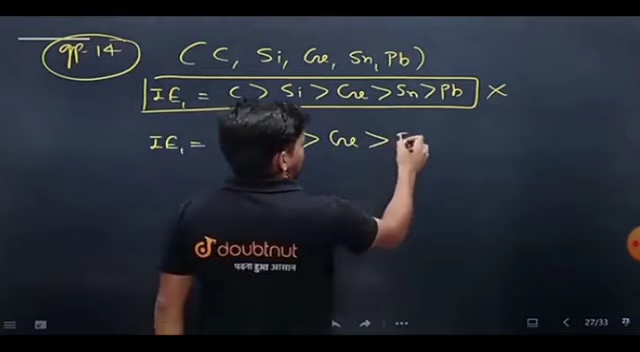 gp-14
( C, Si, Ge, Sn, Pb )
IE₁ = C > Si > Ge > Sn > Pb ×
IE₁ = > Ge >
doubtnut
पढ़ना हुआ आसान
27/33